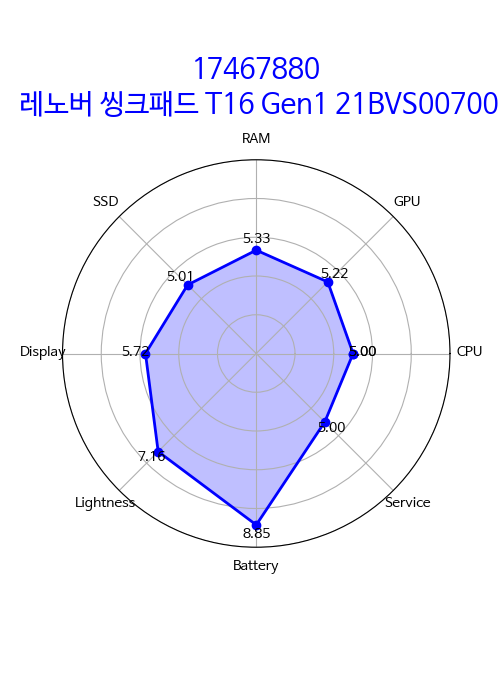 17467880
레노버 씽크패드 T16 Gen1 21BVS00700
RAM
SSD
GPU
5.33
5.01
5.22
Display
5.73
5.00
CPU
7.16
5.00
Lightness
Service
8.85
Battery